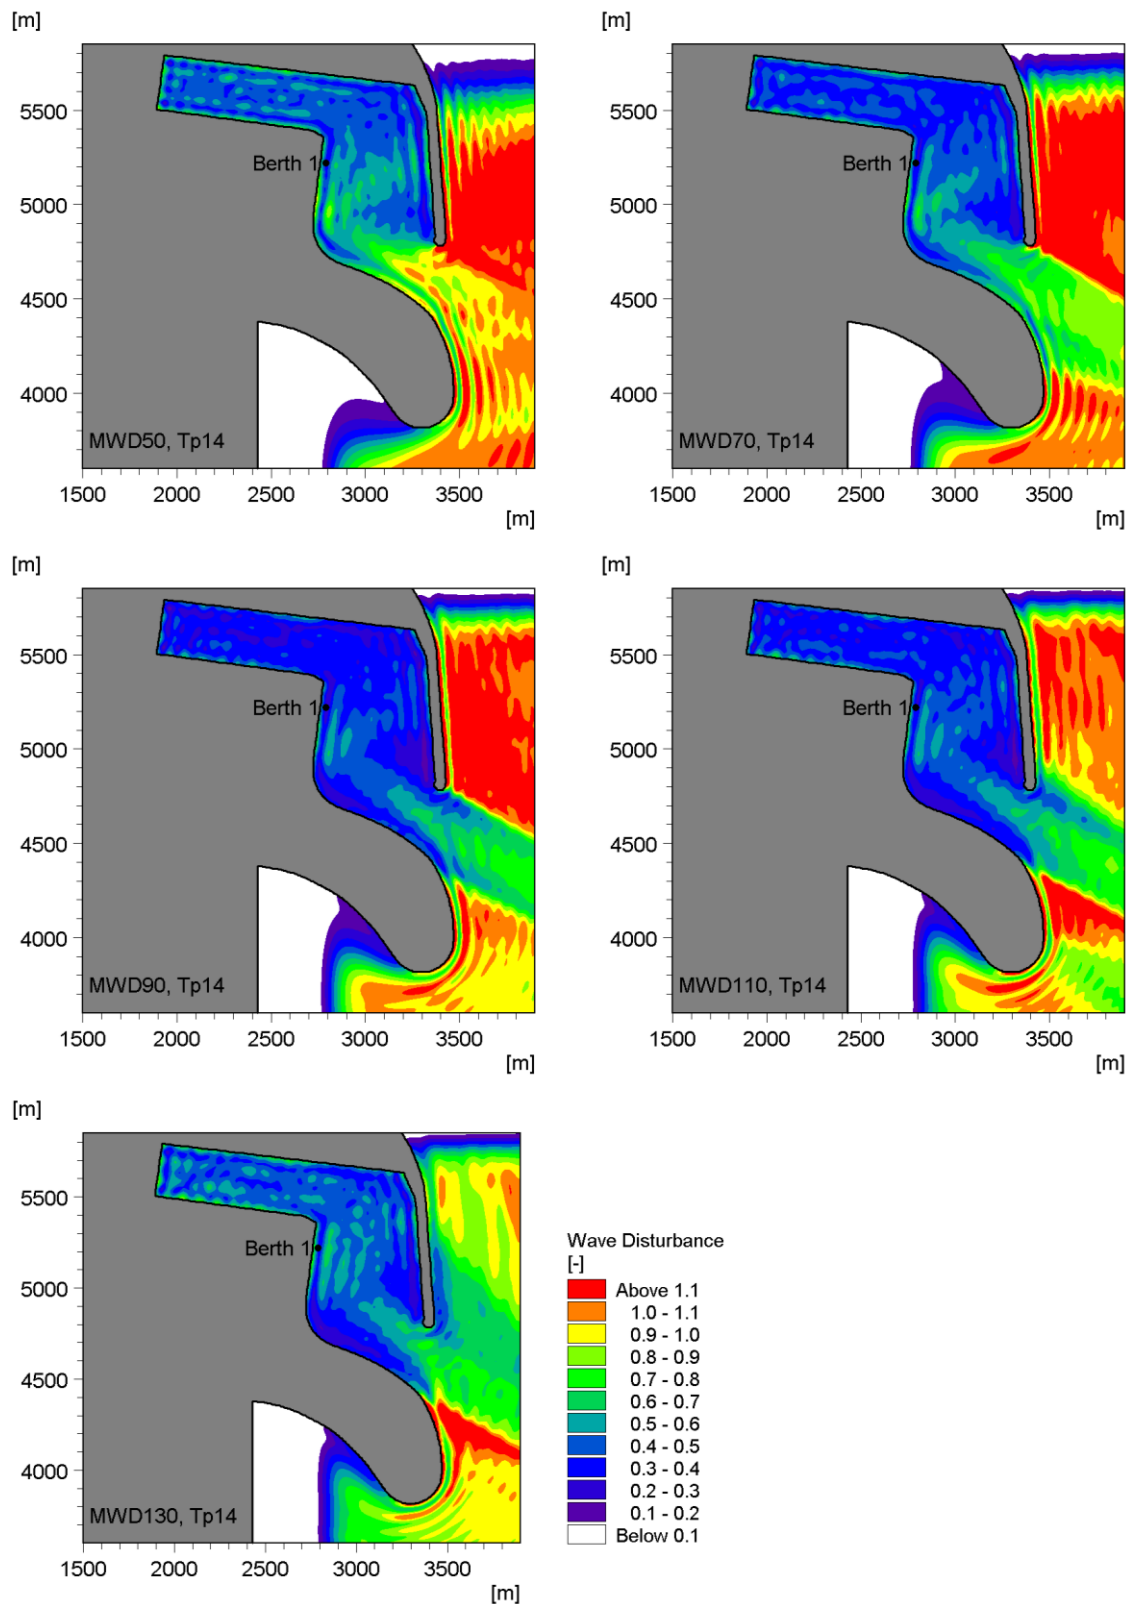 [m]
5500
5000
4500
4000
Berth 1
MWD50, Tp14
1500 2000 2500 3000 3500
[m]
[m]
5500
5000
4500
4000
Berth 1
MWD70, Tp14
1500 2000 2500 3000 3500
[m]
[m]
5500
5000
4500
4000
Berth 1
MWD90, Tp14
1500 2000 2500 3000 3500
[m]
[m]
5500
5000
4500
4000
Berth 1
MWD110, Tp14
1500 2000 2500 3000 3500
[m]
[m]
5500
5000
4500
4000
Berth 1
MWD130, Tp14
1500 2000 2500 3000 3500
[m]
Wave Disturbance
[-]
Above 1.1
1.0 - 1.1
0.9 - 1.0
0.8 - 0.9
0.7 - 0.8
0.6 - 0.7
0.5 - 0.6
0.4 - 0.5
0.3 - 0.4
0.2 - 0.3
0.1 - 0.2
Below 0.1